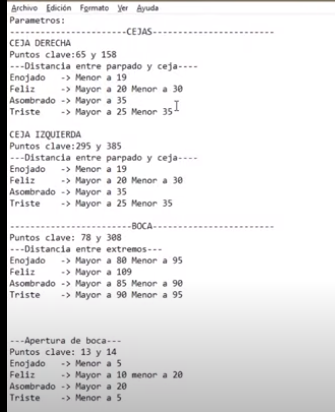 Archivo Edición Formato Ver Ayuda
Parametros:
-----------------------CEJAS------------------------
CEJA DERECHA
Puntos clave:65 y 158
---Distancia entre parpado y ceja----
Enojado -> Menor a 19
Feliz -> Mayor a 20 Menor a 30
Asombrado -> Mayor a 35
Triste -> Mayor a 25 Menor 35
CEJA IZQUIERDA
Puntos clave:295 y 385
---Distancia entre parpado y ceja----
Enojado -> Menor a 19
Feliz -> Mayor a 20 Menor a 30
Asombrado -> Mayor a 35
Triste -> Mayor a 25 Menor 35
------------------------BOCA------------------------
Puntos clave: 78 y 308
---Distancia entre extremos---
Enojado -> Mayor a 80 Menor a 95
Feliz -> Mayor a 109
Asombrado -> Mayor a 85 Menor a 90
Triste -> Mayor a 90 Menor a 95
---Apertura de boca---
Puntos clave: 13 y 14
Enojado -> Menor a 5
Feliz -> Mayor a 10 menor a 20
Asombrado -> Mayor a 20
Triste -> Menor a 5